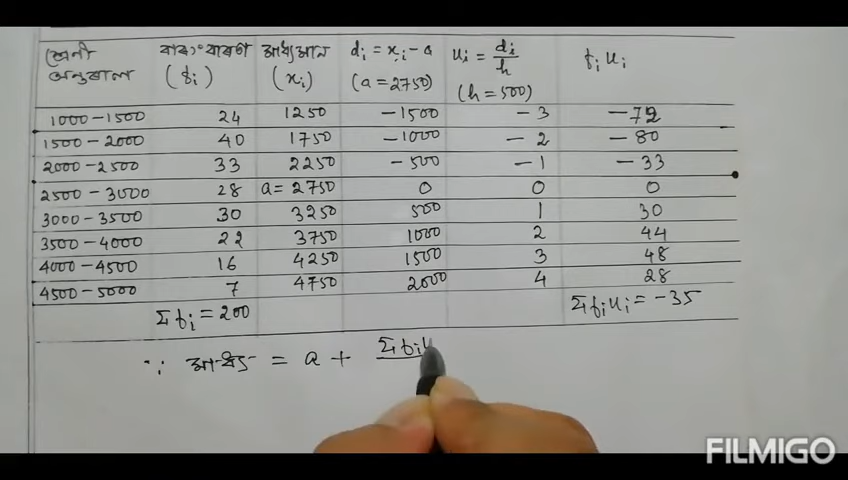 শ্ৰেণী অন্তৰাল বাৰংবাৰতা (fᵢ) মধ্যমান (xᵢ) dᵢ = xᵢ - a (a = 2750) uᵢ = dᵢ/h (h = 500) fᵢuᵢ
1000-1500 24 1250 -1500 -3 -72
1500-2000 40 1750 -1000 -2 -80
2000-2500 33 2250 -500 -1 -33
2500-3000 28 a = 2750 0 0 0
3000-3500 30 3250 500 1 30
3500-4000 22 3750 1000 2 44
4000-4500 16 4250 1500 3 48
4500-5000 7 4750 2000 4 28
Σfᵢ = 200 Σfᵢuᵢ = -35
∵ = a + Σfᵢu
FILMIGO